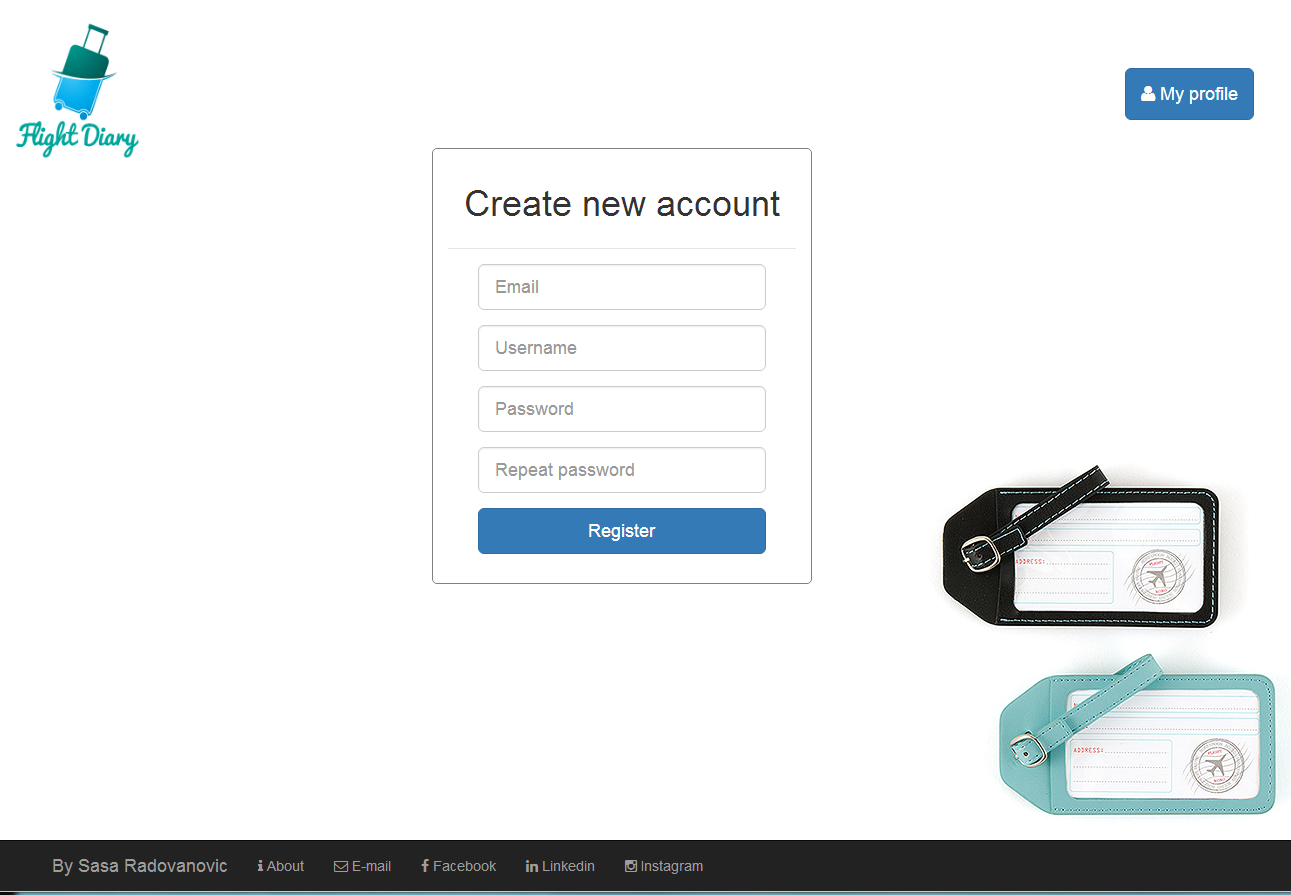 Flight Diary
My profile
Create new account
Email
Username
Password
Repeat password
Register
ADDRESS:
ADDRESS:
By Sasa Radovanovic
About
E-mail
Facebook
Linkedin
Instagram